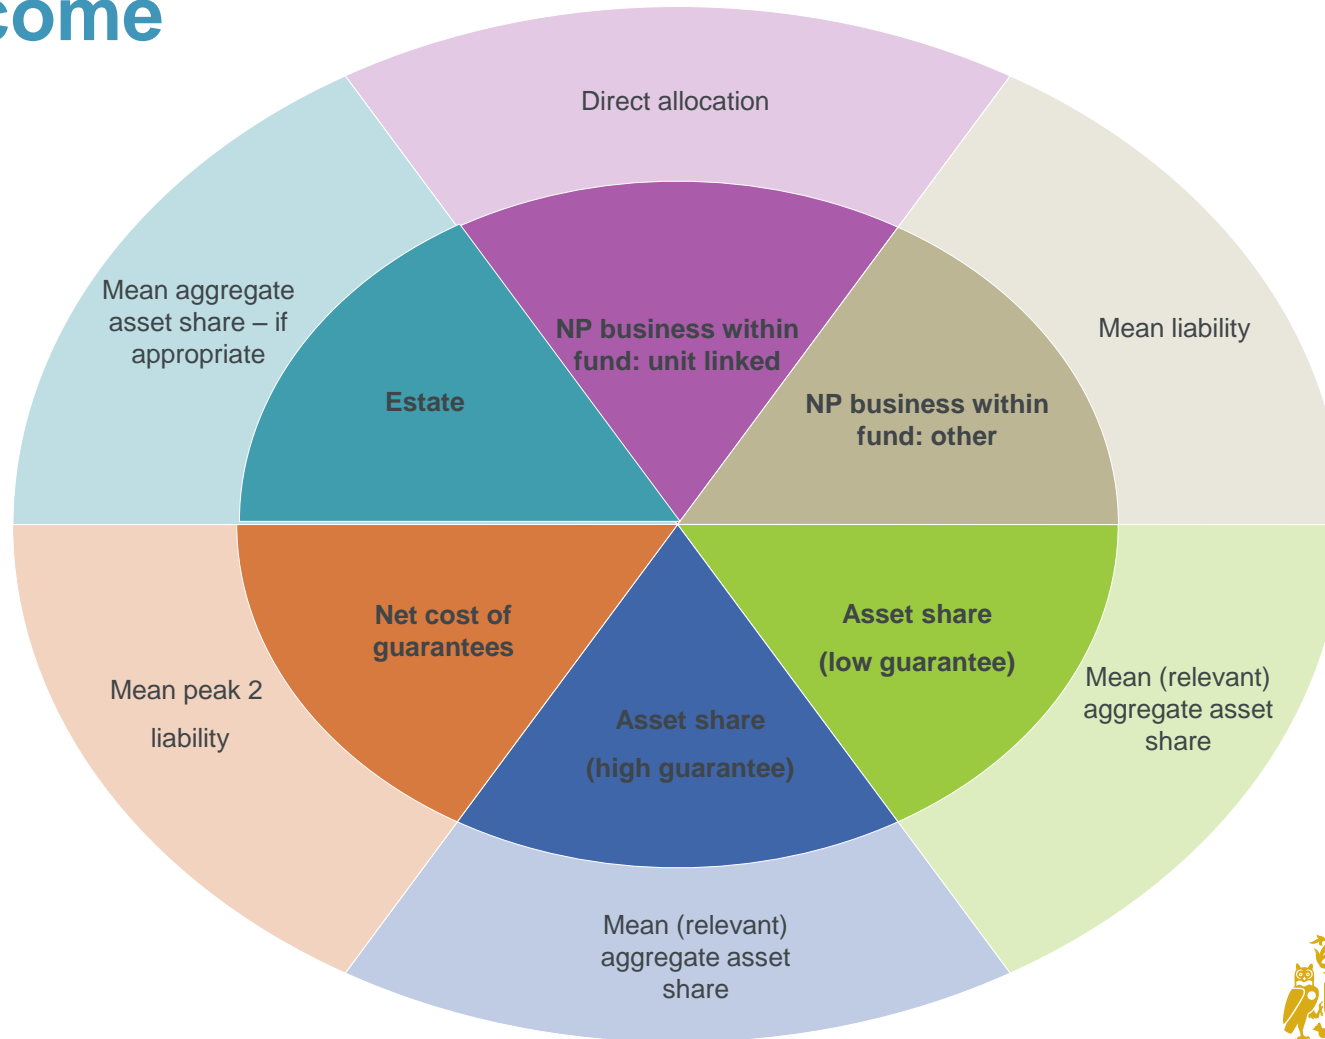 come
Direct allocation
Mean aggregate
asset share – if
appropriate
NP business within
fund: unit linked
Mean liability
Estate
NP business within
fund: other
Net cost of
guarantees
Asset share
(low guarantee)
Mean peak 2
liability
Asset share
(high guarantee)
Mean (relevant)
aggregate asset
share
Mean (relevant)
aggregate asset
share